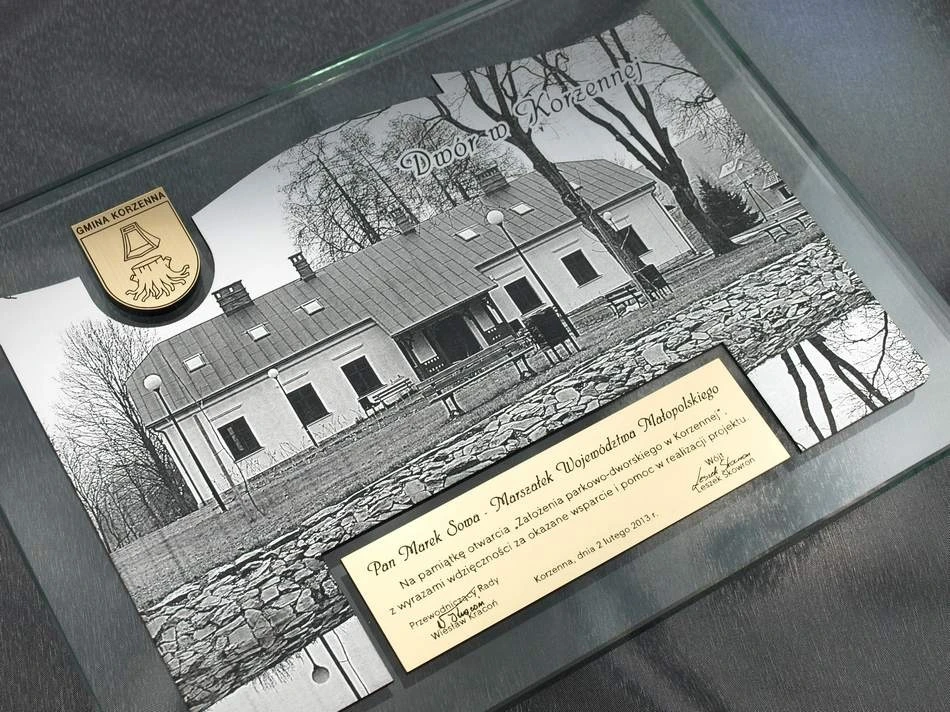 GMINA KORZENNA
Dwór w Korzennej
Pan Marek Sowa - Marszałek Województwa Małopolskiego
Na pamiątkę otwarcia „Założenia parkowo-dworskiego w Korzennej",
z wyrazami wdzięczności za okazane wsparcie i pomoc w realizacji projektu.
Korzenna, dnia 2 lutego 2013 r.
Przewodniczący Rady
Wiesław Kracoń
Wójt
Leszek Skowron